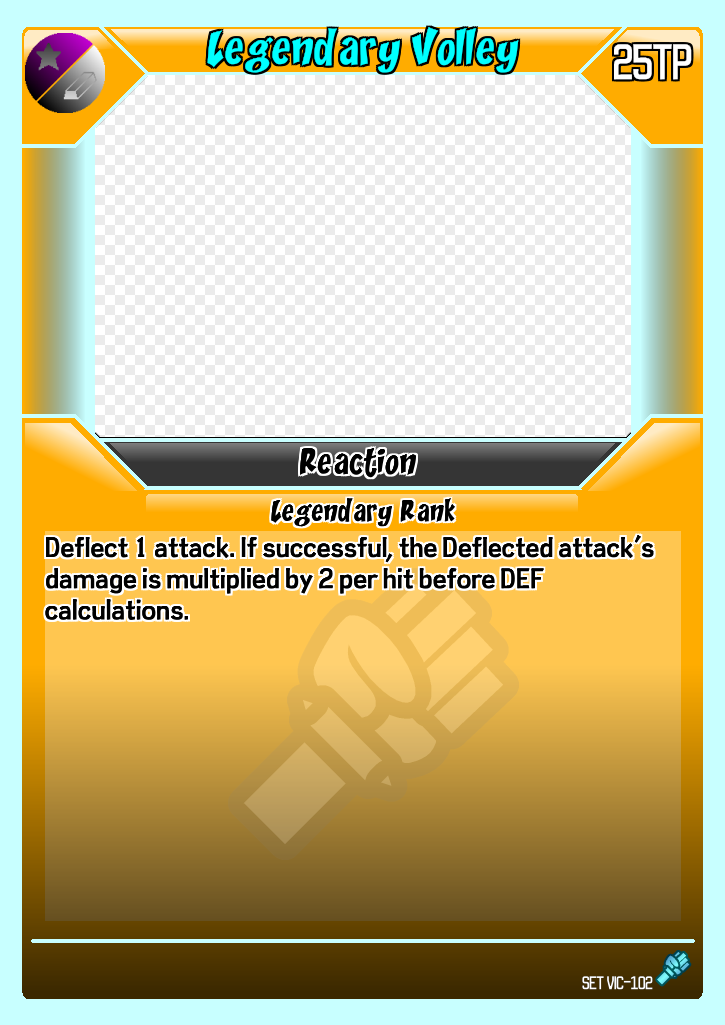 Legendary Volley
25TP
Reaction
Legendary Rank
Deflect 1 attack. If successful, the Deflected attack's
damage is multiplied by 2 per hit before DEF
calculations.
SET VIC-102